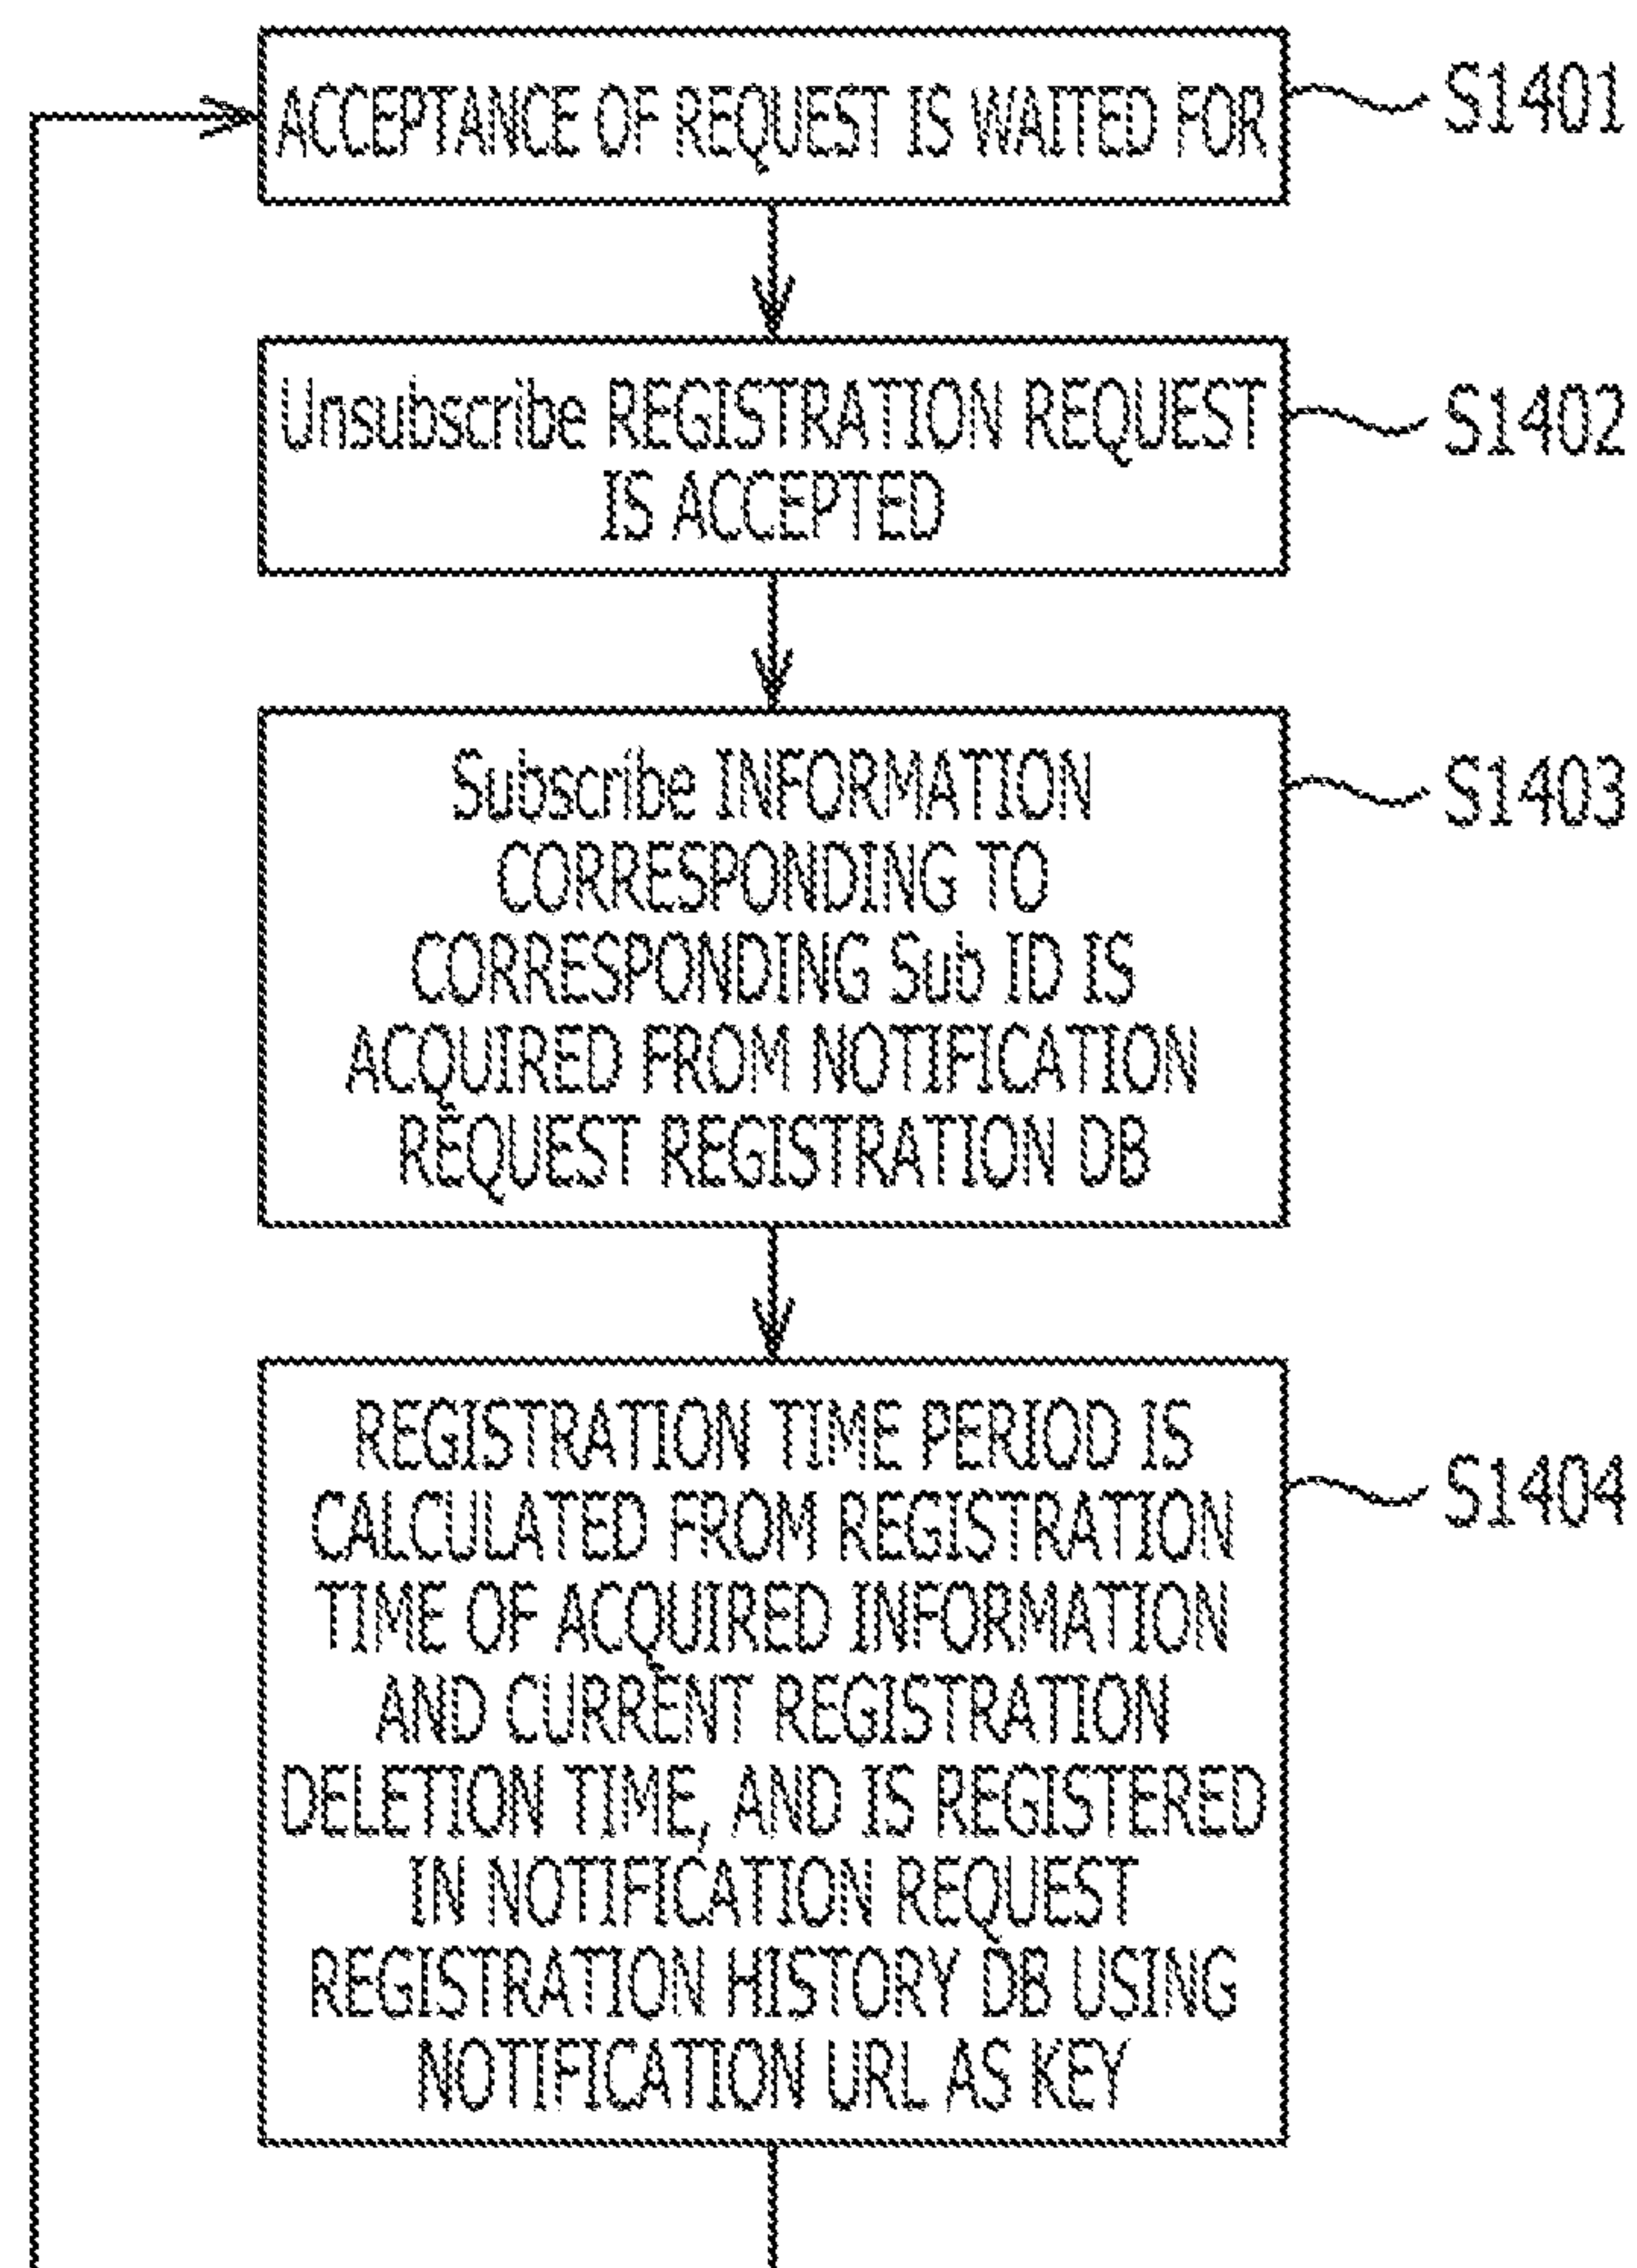 ACCEPTANCE OF REQUEST IS WAITED FOR
S1401
Unsubscribe REGISTRATION REQUEST
IS ACCEPTED
S1402
Subscribe INFORMATION
CORRESPONDING TO
CORRESPONDING Sub ID IS
ACQUIRED FROM NOTIFICATION
REQUEST REGISTRATION DB
S1403
REGISTRATION TIME PERIOD IS
CALCULATED FROM REGISTRATION
TIME OF ACQUIRED INFORMATION
AND CURRENT REGISTRATION
DELETION TIME, AND IS REGISTERED
IN NOTIFICATION REQUEST
REGISTRATION HISTORY DB USING
NOTIFICATION URL AS KEY
S1404